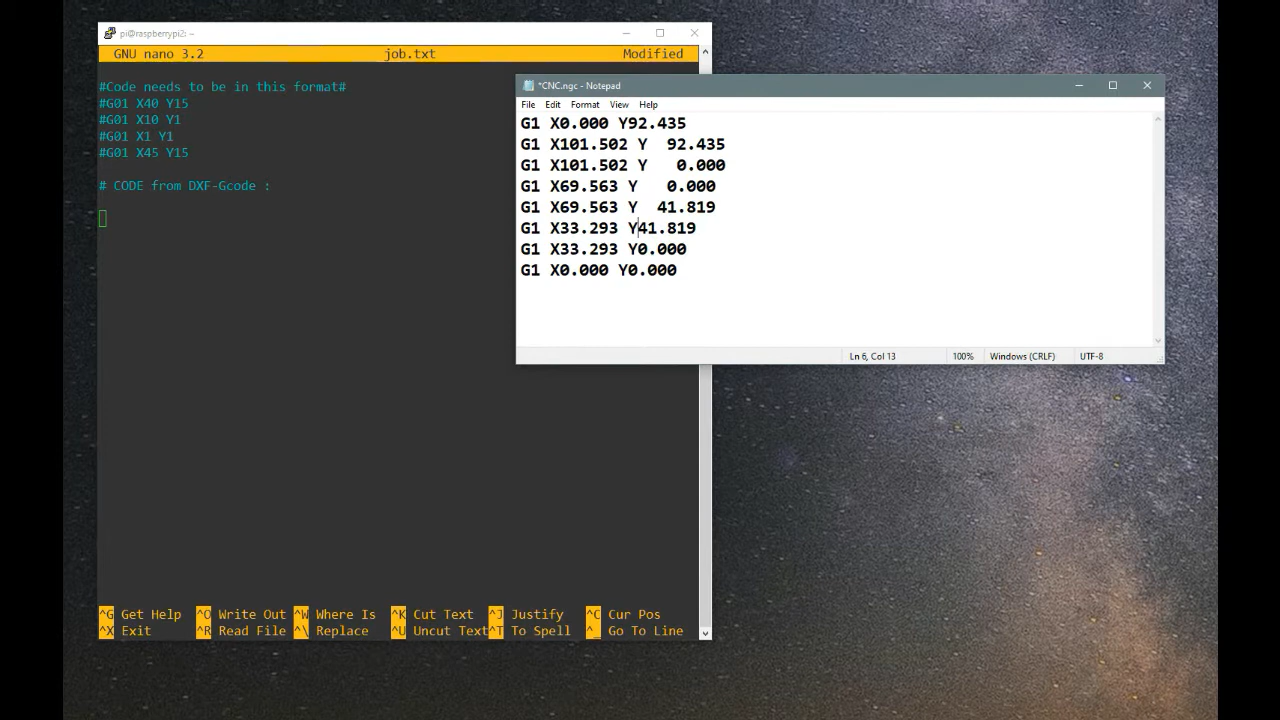 pi@raspberrypi2: ~
GNU nano 3.2 job.txt Modified
#Code needs to be in this format#
#G01 X40 Y15
#G01 X10 Y1
#G01 X1 Y1
#G01 X45 Y15
# CODE from DXF-Gcode :
^G Get Help ^O Write Out ^W Where Is ^K Cut Text ^J Justify ^C Cur Pos
^X Exit ^R Read File ^\ Replace ^U Uncut Text ^T To Spell ^_ Go To Line
*CNC.ngc - Notepad
File Edit Format View Help
G1 X0.000 Y92.435
G1 X101.502 Y  92.435
G1 X101.502 Y   0.000
G1 X69.563 Y   0.000
G1 X69.563 Y  41.819
G1 X33.293 Y41.819
G1 X33.293 Y0.000
G1 X0.000 Y0.000
Ln 6, Col 13 100% Windows (CRLF) UTF-8